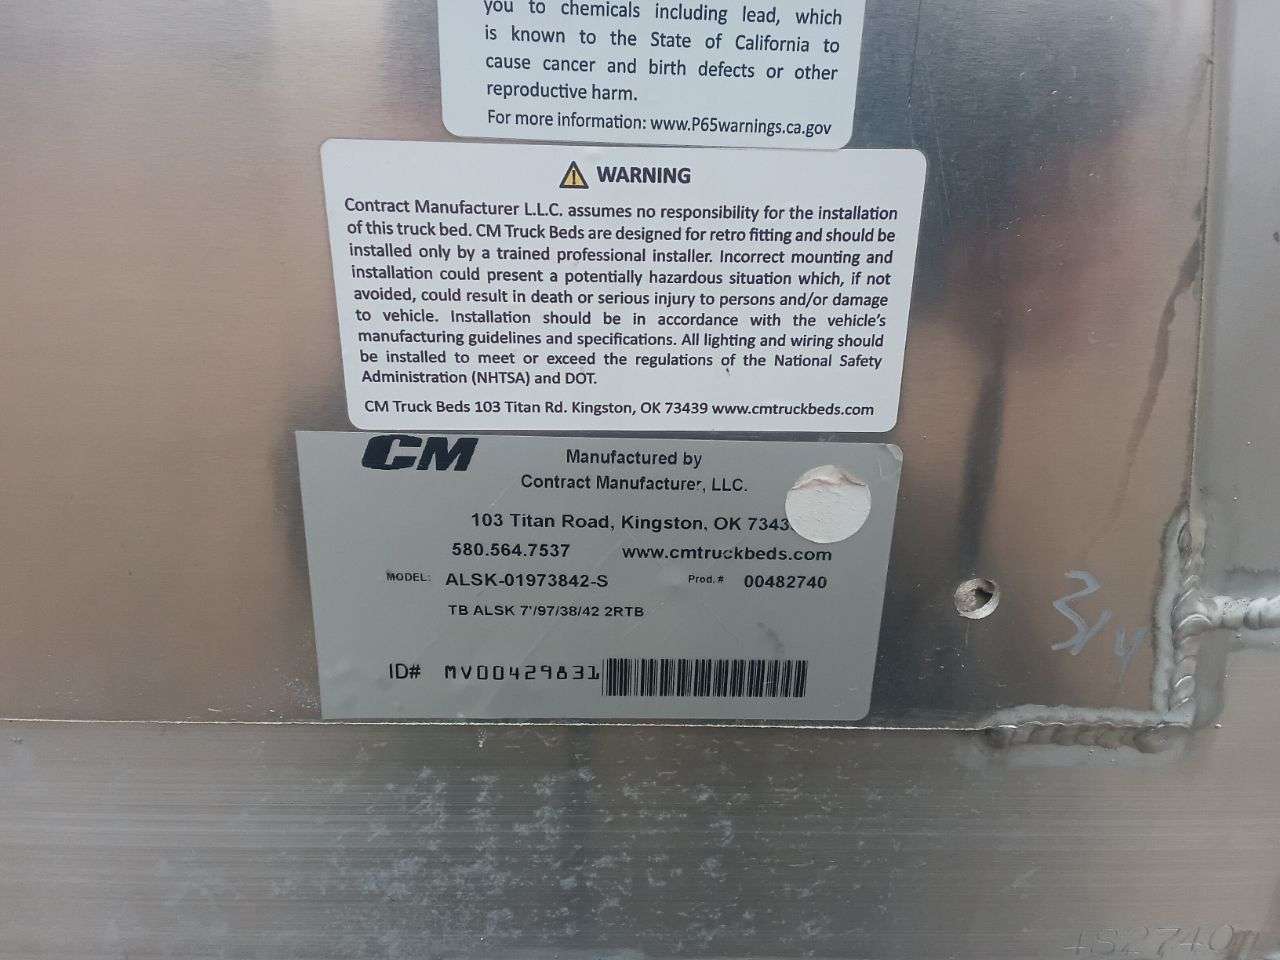 you to chemicals including lead, which
is known to the State of California to
cause cancer and birth defects or other
reproductive harm.
For more information: www.P65warnings.ca.gov
WARNING
Contract Manufacturer L.L.C. assumes no responsibility for the installation
of this truck bed. CM Truck Beds are designed for retro fitting and should be
installed only by a trained professional installer. Incorrect mounting and
installation could present a potentially hazardous situation which, if not
avoided, could result in death or serious injury to persons and/or damage
to vehicle. Installation should be in accordance with the vehicle's
manufacturing guidelines and specifications. All lighting and wiring should
be installed to meet or exceed the regulations of the National Safety
Administration (NHTSA) and DOT.
CM Truck Beds 103 Titan Rd. Kingston, OK 73439 www.cmtruckbeds.com
CM
Manufactured by
Contract Manufacturer, LLC.
103 Titan Road, Kingston, OK 7343
580.564.7537 www.cmtruckbeds.com
MODEL: ALSK-01973842-S Prod.# 00482740
TB ALSK 7'/97/38/42 2RTB
ID# MV00429831
3/4
482740